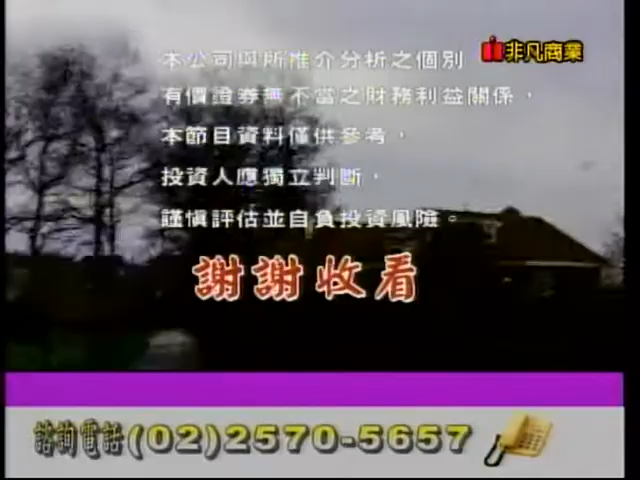 非凡商業
本公司與所推介分析之個別
有價證券無不當之財務利益關係，
本節目資料僅供參考，
投資人應獨立判斷，
謹慎評估並自負投資風險。
謝謝收看
諮詢電話(02)2570-5657